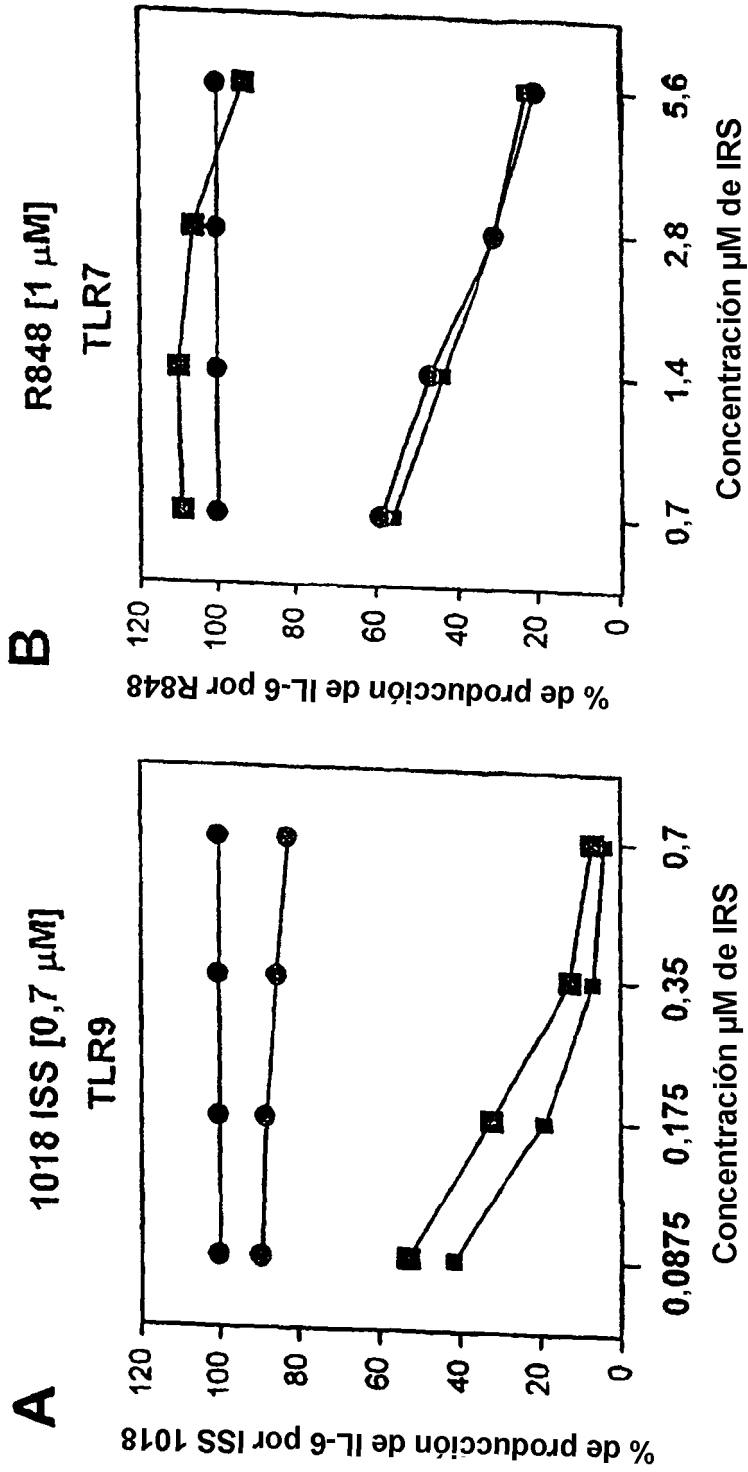 A
1018 ISS [0,7 µM]
TLR9
% de producción de IL-6 por ISS 1018
120
100
80
60
40
20
0
0,0875
0,175
0,35
0,7
Concentración µM de IRS
B
R848 [1 µM]
TLR7
% de producción de IL-6 por R848
120
100
80
60
40
20
0
0,7
1,4
2,8
5,6
Concentración µM de IRS